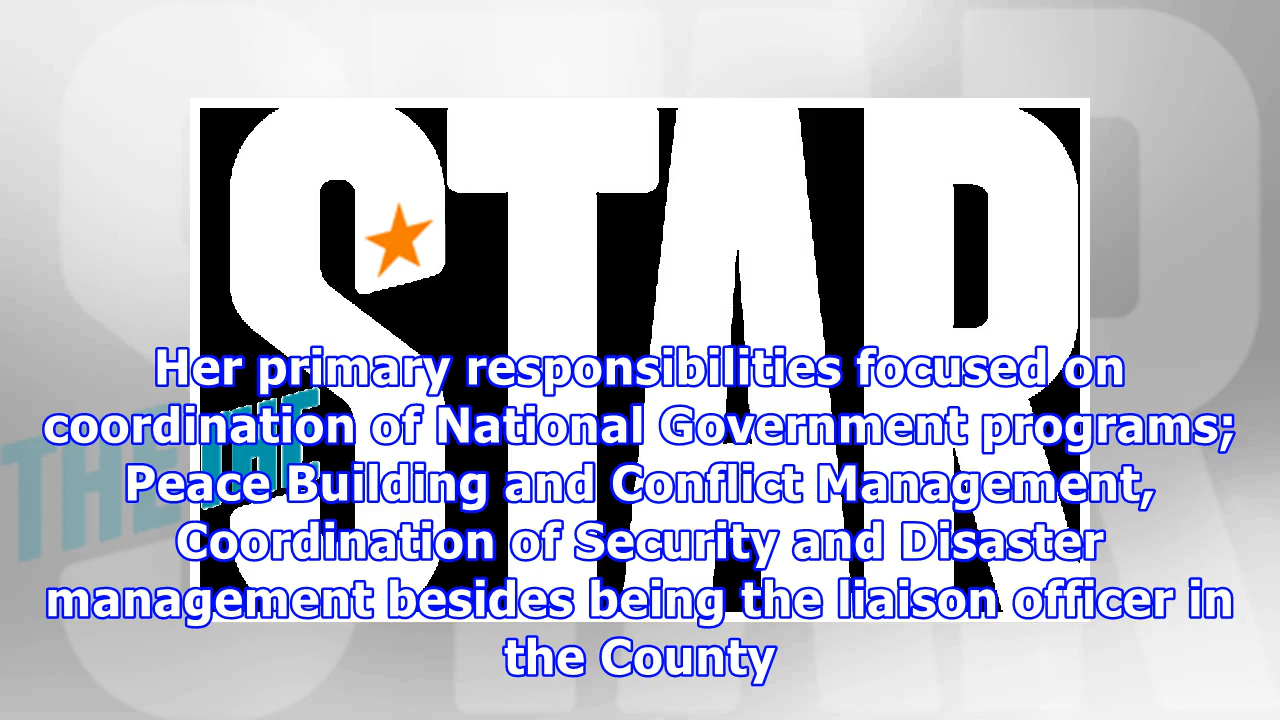 THE
STAR
Her primary responsibilities focused on
coordination of National Government programs;
Peace Building and Conflict Management,
Coordination of Security and Disaster
management besides being the liaison officer in
the County